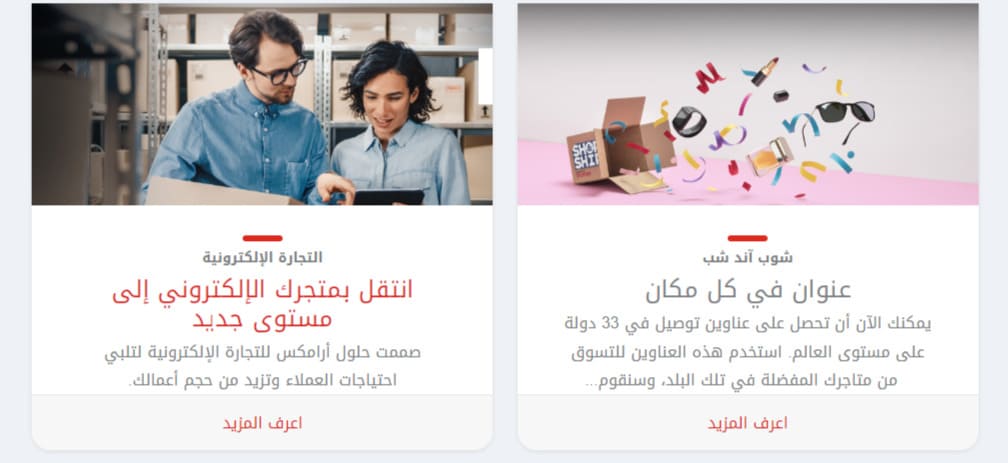 SHOP
SHIP
شوب آند شب
عنوان في كل مكان
يمكنك الآن أن تحصل على عناوين توصيل في 33 دولة
على مستوى العالم. استخدم هذه العناوين للتسوق
من متاجرك المفضلة في تلك البلد، وسنقوم...
اعرف المزيد
التجارة الإلكترونية
انتقل بمتجرك الإلكتروني إلى
مستوى جديد
صممت حلول أرامكس للتجارة الإلكترونية لتلبي
احتياجات العملاء وتزيد من حجم أعمالك.
اعرف المزيد